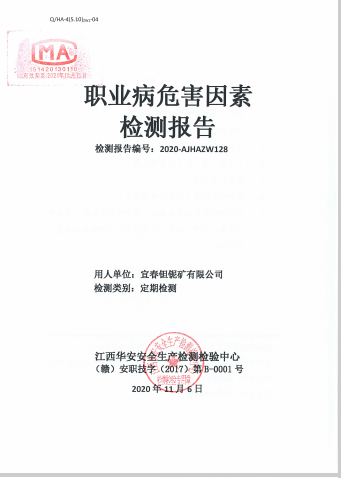 Q/HA-4(5.10)ZW1-04
MA
161420130110
职业病危害因素
检测报告
检测报告编号：2020-AJHAZW128
用人单位：宜春钽铌矿有限公司
检测类别：定期检测
江西华安安全生产检测检验中心
（赣）安职技字（2017）第B-0001号
2020年11月6日